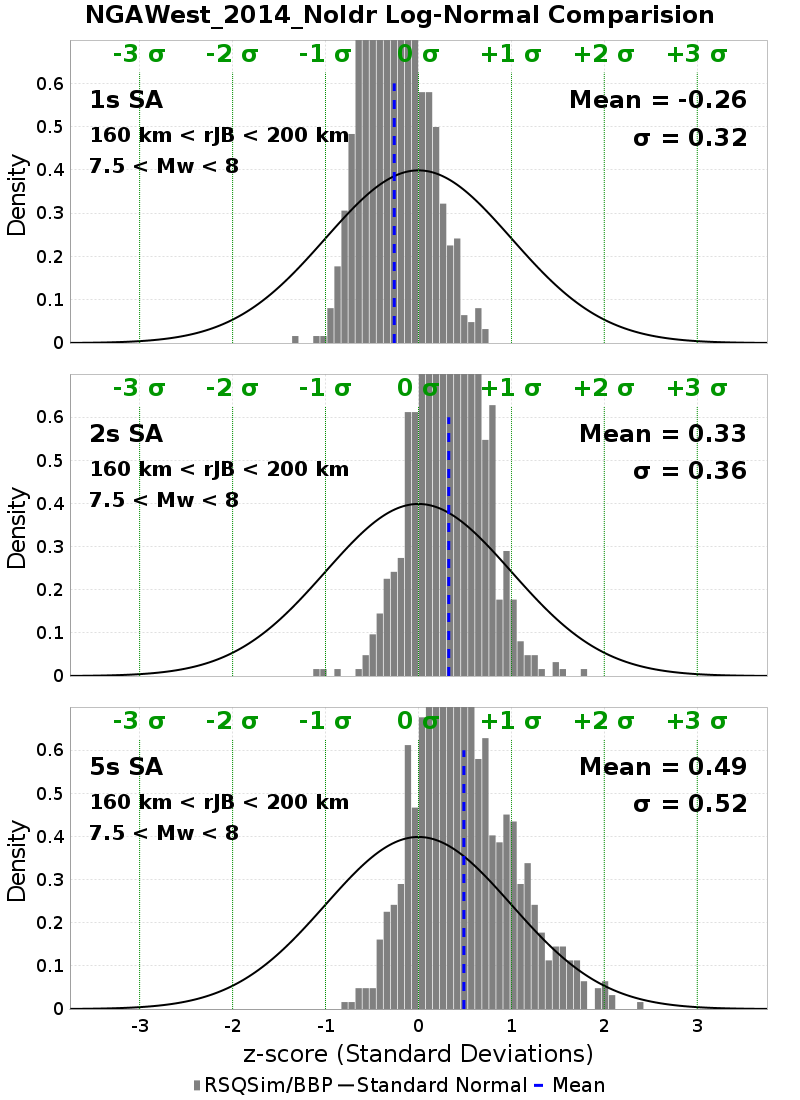 NGAWest_2014_NoIdr Log-Normal Comparision
-3 σ -2 σ -1 σ 0 σ +1 σ +2 σ +3 σ
1s SA
Mean = -0.26
160 km < rJB < 200 km
σ = 0.32
7.5 < Mw < 8
Density
0.6
0.5
0.4
0.3
0.2
0.1
0
-3 σ -2 σ -1 σ 0 σ +1 σ +2 σ +3 σ
2s SA
Mean = 0.33
160 km < rJB < 200 km
σ = 0.36
7.5 < Mw < 8
Density
0.6
0.5
0.4
0.3
0.2
0.1
0
-3 σ -2 σ -1 σ 0 σ +1 σ +2 σ +3 σ
5s SA
Mean = 0.49
160 km < rJB < 200 km
σ = 0.52
7.5 < Mw < 8
Density
0.6
0.5
0.4
0.3
0.2
0.1
0
-3 -2 -1 0 1 2 3
z-score (Standard Deviations)
RSQSim/BBP Standard Normal Mean